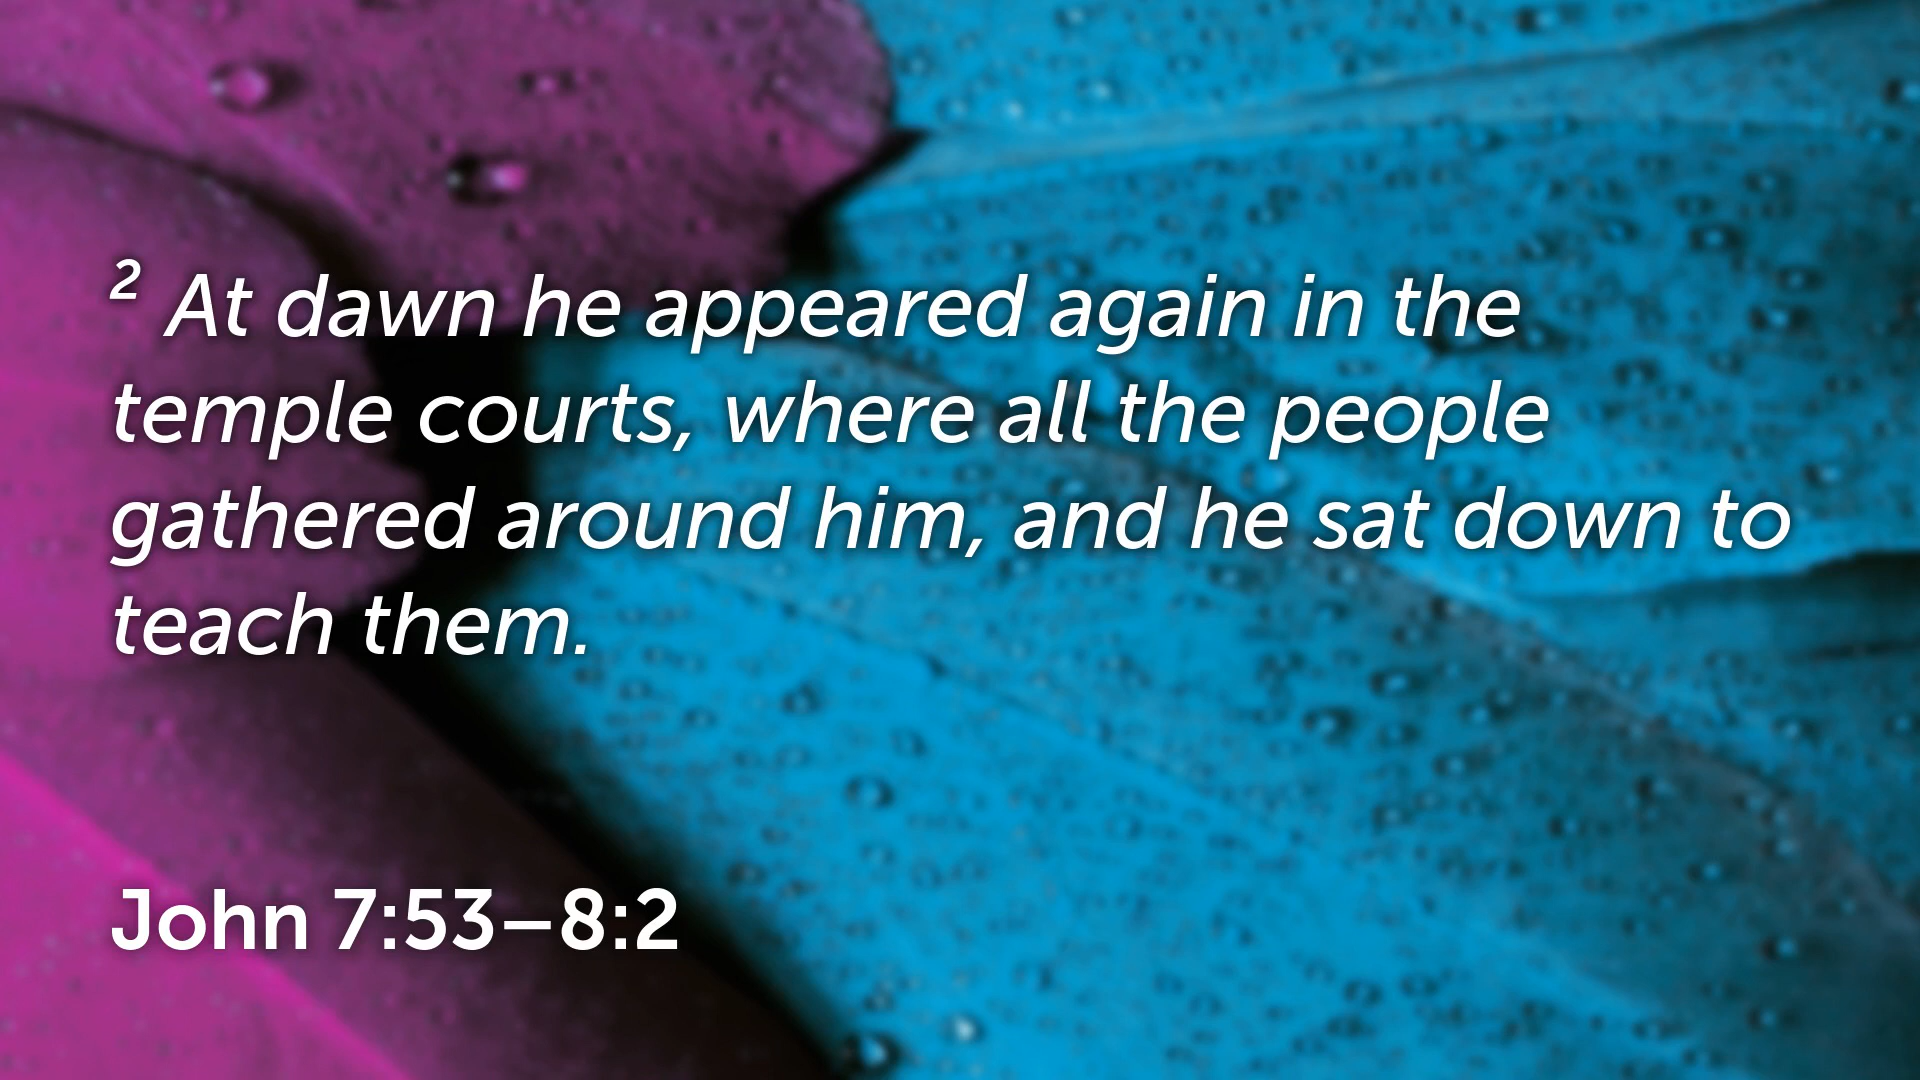 ² At dawn he appeared again in the
temple courts, where all the people
gathered around him, and he sat down to
teach them.
John 7:53–8:2